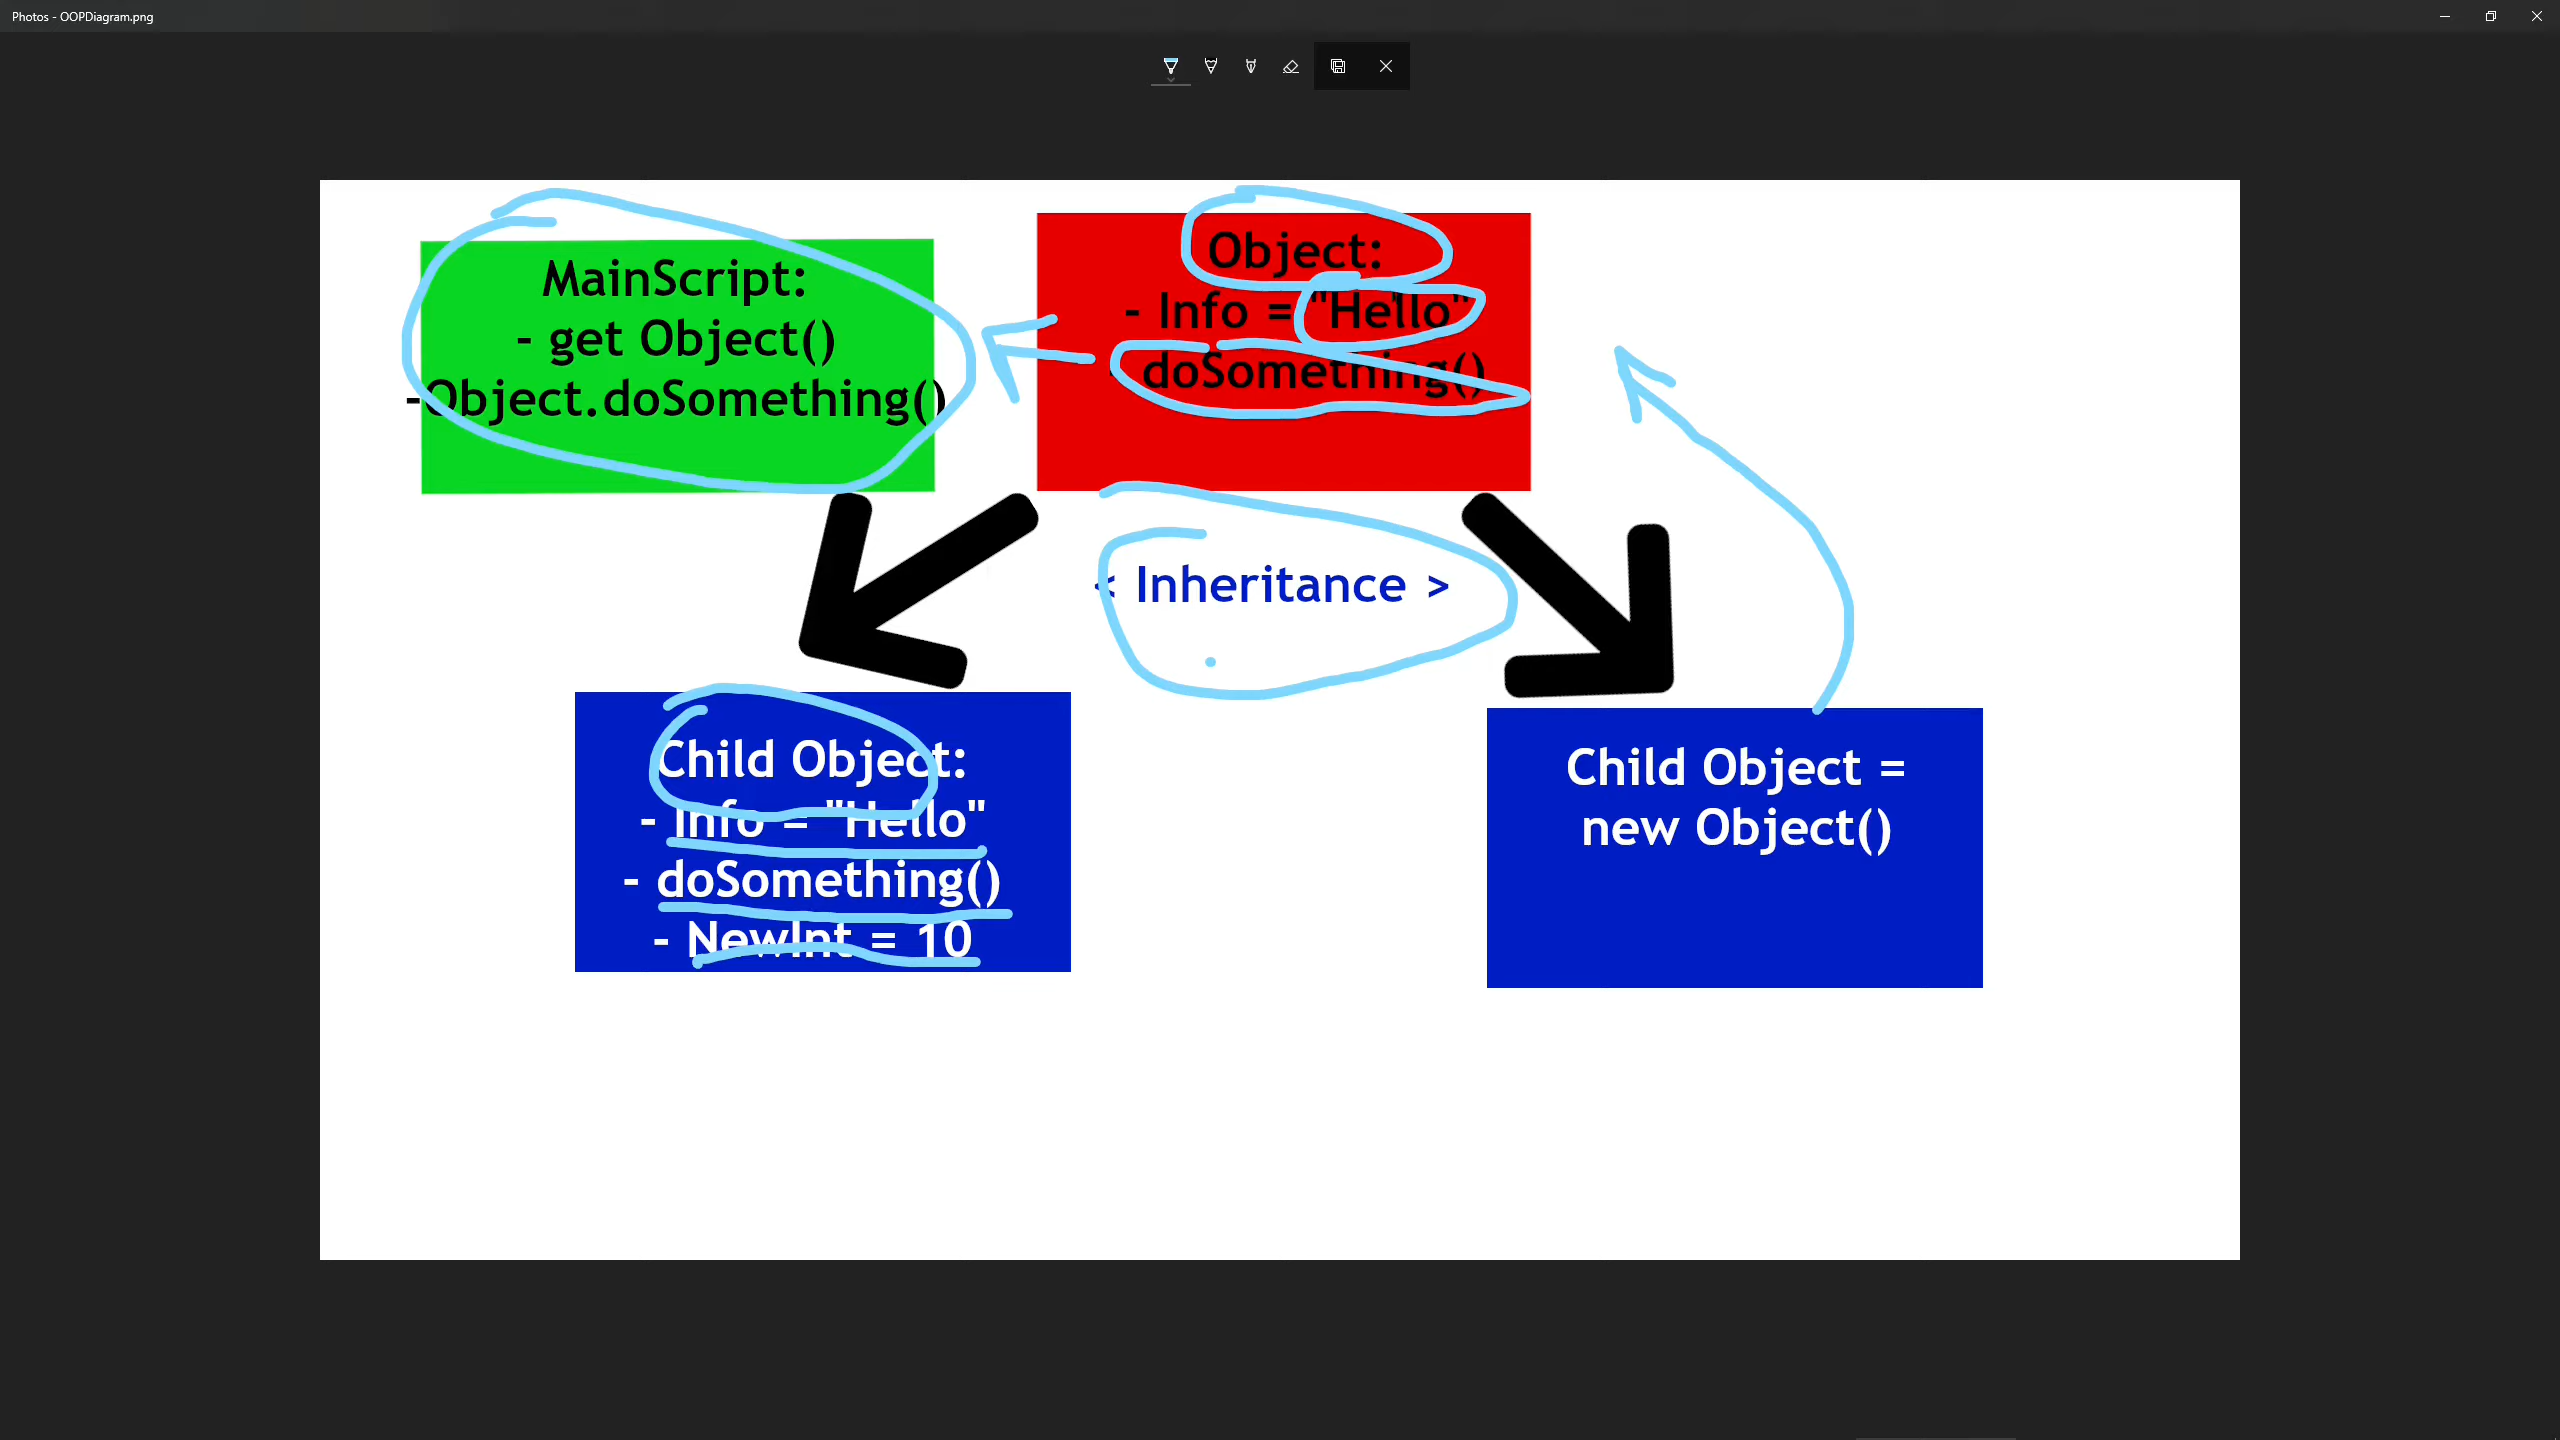 Photos - OOPDiagram.png
MainScript:
- get Object()
-Object.doSomething()
Object:
- Info = "Hello"
doSomething()
< Inheritance >
Child Object:
- Info = "Hello"
- doSomething()
- NewInt = 10
Child Object =
new Object()